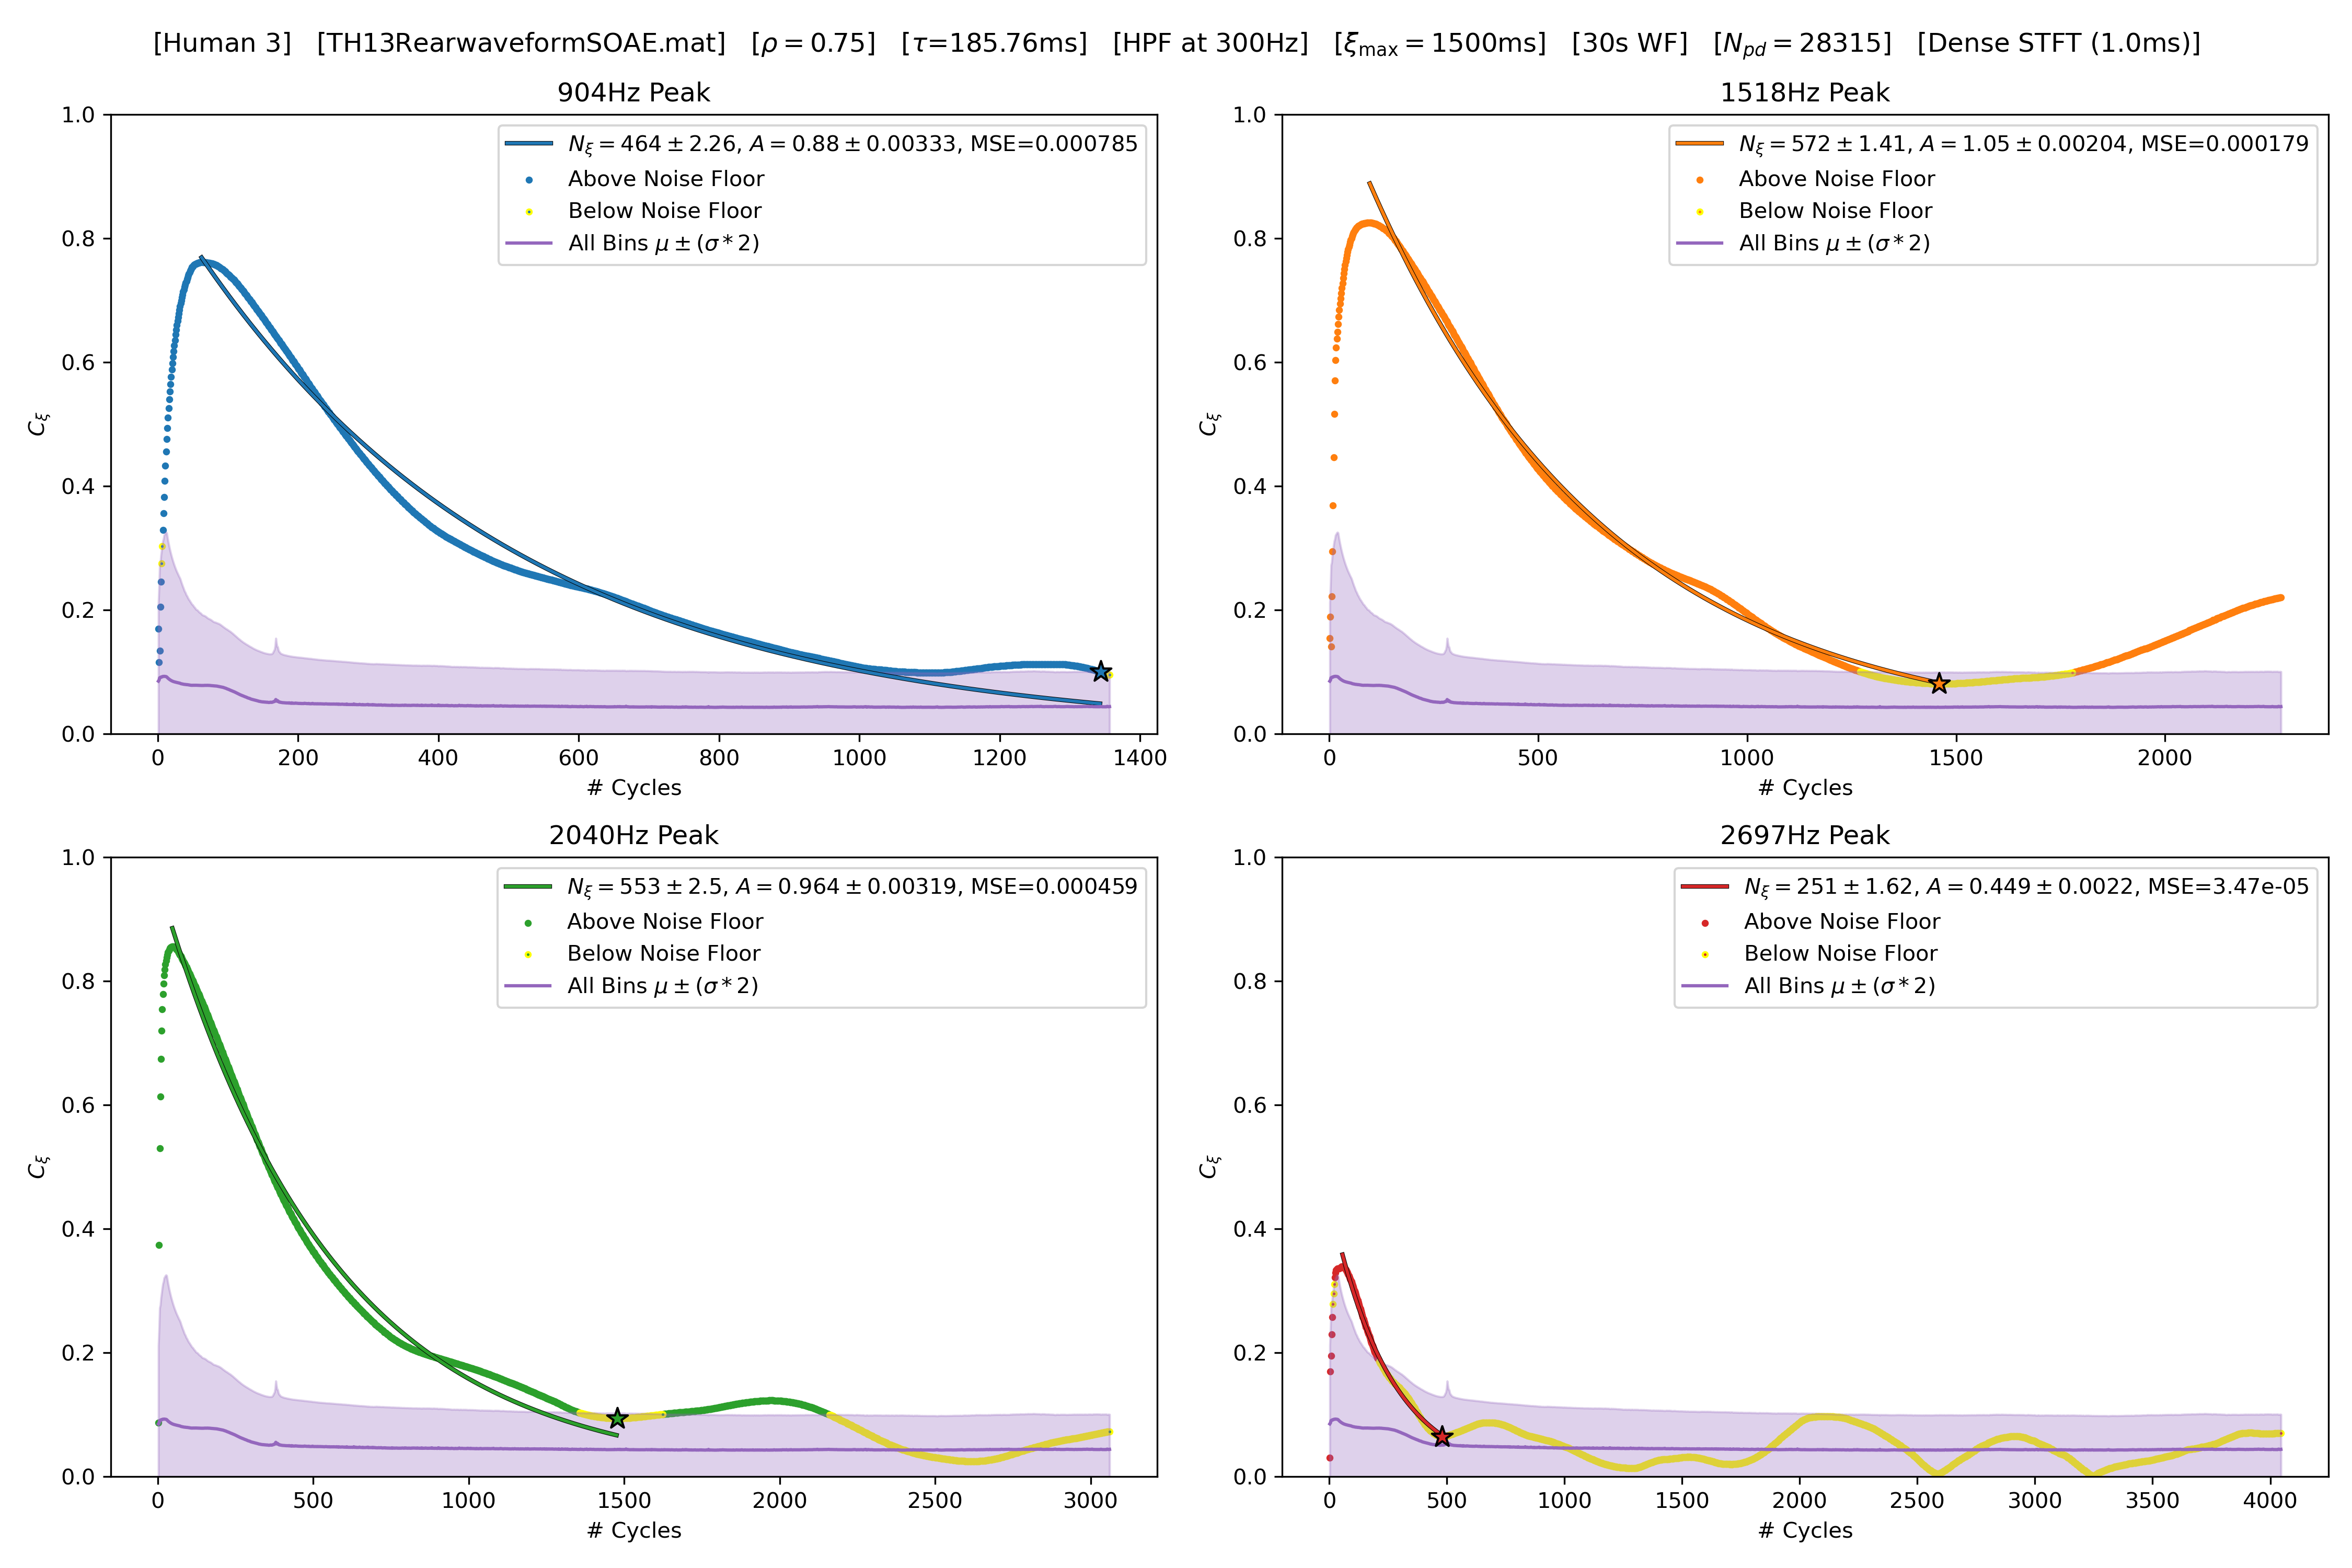 [Human 3] [TH13RearwaveformSOAE.mat] [ρ = 0.75] [τ=185.76ms] [HPF at 300Hz] [ξmax = 1500ms] [30s WF] [Npd = 28315] [Dense STFT (1.0ms)]
904Hz Peak
Nξ = 464 ± 2.26, A = 0.88 ± 0.00333, MSE=0.000785
Above Noise Floor
Below Noise Floor
All Bins μ ± (σ * 2)
1.0
0.8
0.6
0.4
0.2
0.0
Cξ
0 200 400 600 800 1000 1200 1400
# Cycles
1518Hz Peak
Nξ = 572 ± 1.41, A = 1.05 ± 0.00204, MSE=0.000179
Above Noise Floor
Below Noise Floor
All Bins μ ± (σ * 2)
1.0
0.8
0.6
0.4
0.2
0.0
Cξ
0 500 1000 1500 2000
# Cycles
2040Hz Peak
Nξ = 553 ± 2.5, A = 0.964 ± 0.00319, MSE=0.000459
Above Noise Floor
Below Noise Floor
All Bins μ ± (σ * 2)
1.0
0.8
0.6
0.4
0.2
0.0
Cξ
0 500 1000 1500 2000 2500 3000
# Cycles
2697Hz Peak
Nξ = 251 ± 1.62, A = 0.449 ± 0.0022, MSE=3.47e-05
Above Noise Floor
Below Noise Floor
All Bins μ ± (σ * 2)
1.0
0.8
0.6
0.4
0.2
0.0
Cξ
0 500 1000 1500 2000 2500 3000 3500 4000
# Cycles